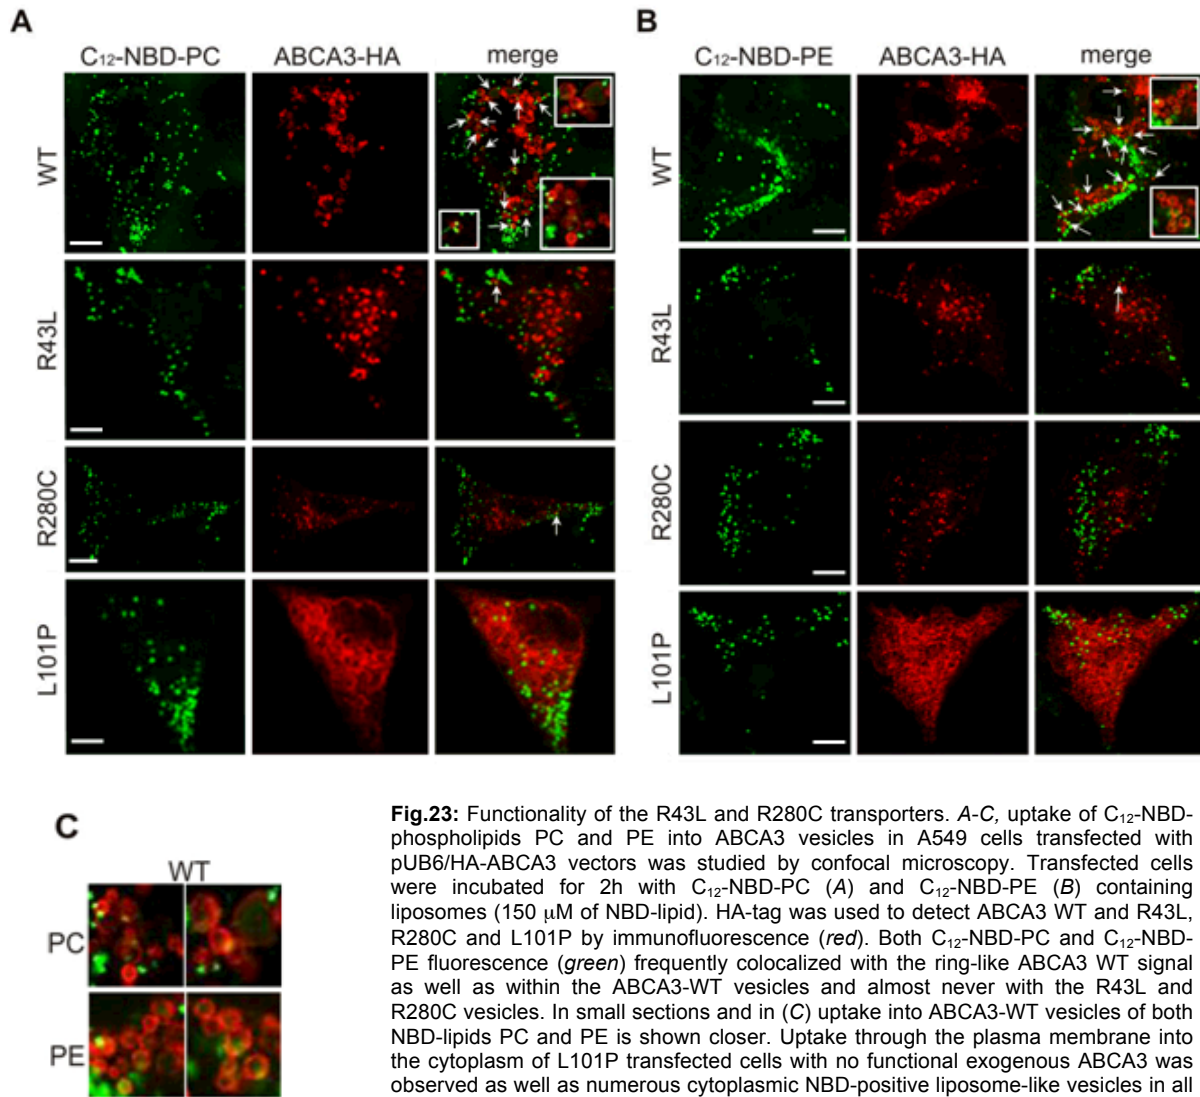 A
C₁₂-NBD-PC ABCA3-HA merge
WT
R43L
R280C
L101P
B
C₁₂-NBD-PE ABCA3-HA merge
WT
R43L
R280C
L101P
C
WT
PC
PE
Fig.23: Functionality of the R43L and R280C transporters. A-C, uptake of C₁₂-NBD-
phospholipids PC and PE into ABCA3 vesicles in A549 cells transfected with
pUB6/HA-ABCA3 vectors was studied by confocal microscopy. Transfected cells
were incubated for 2h with C₁₂-NBD-PC (A) and C₁₂-NBD-PE (B) containing
liposomes (150 μM of NBD-lipid). HA-tag was used to detect ABCA3 WT and R43L,
R280C and L101P by immunofluorescence (red). Both C₁₂-NBD-PC and C₁₂-NBD-
PE fluorescence (green) frequently colocalized with the ring-like ABCA3 WT signal
as well as within the ABCA3-WT vesicles and almost never with the R43L and
R280C vesicles. In small sections and in (C) uptake into ABCA3-WT vesicles of both
NBD-lipids PC and PE is shown closer. Uptake through the plasma membrane into
the cytoplasm of L101P transfected cells with no functional exogenous ABCA3 was
observed as well as numerous cytoplasmic NBD-positive liposome-like vesicles in all